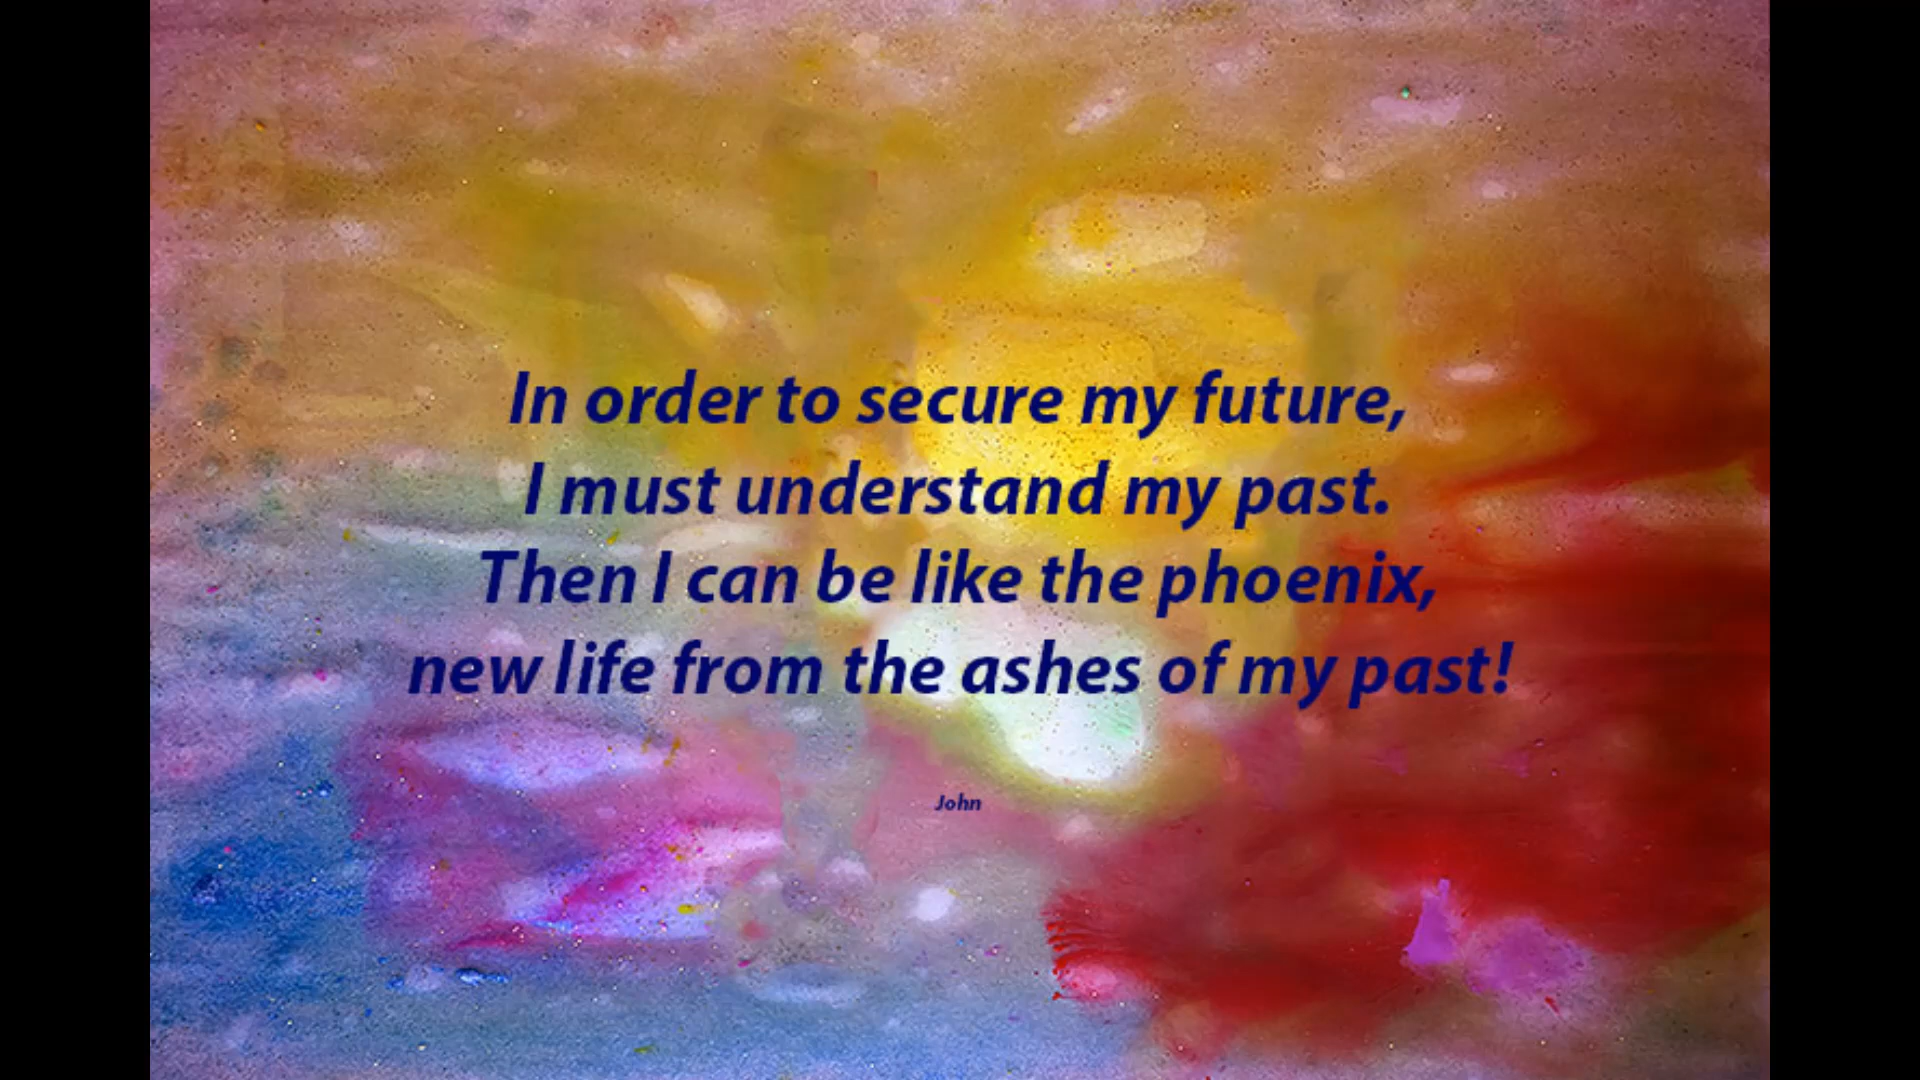 In order to secure my future,
I must understand my past.
Then I can be like the phoenix,
new life from the ashes of my past!
John